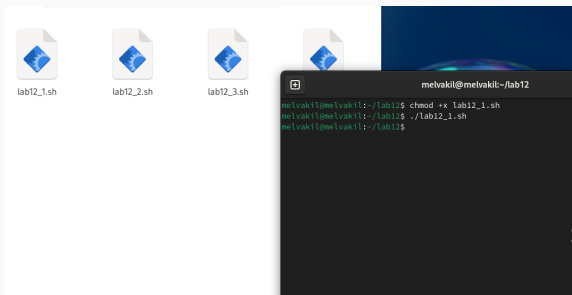 lab12_1.sh lab12_2.sh lab12_3.sh
melvakil@melvakil:~/lab12
melvakil@melvakil:~/lab12$ chmod +x lab12_1.sh
melvakil@melvakil:~/lab12$ ./lab12_1.sh
melvakil@melvakil:~/lab12$